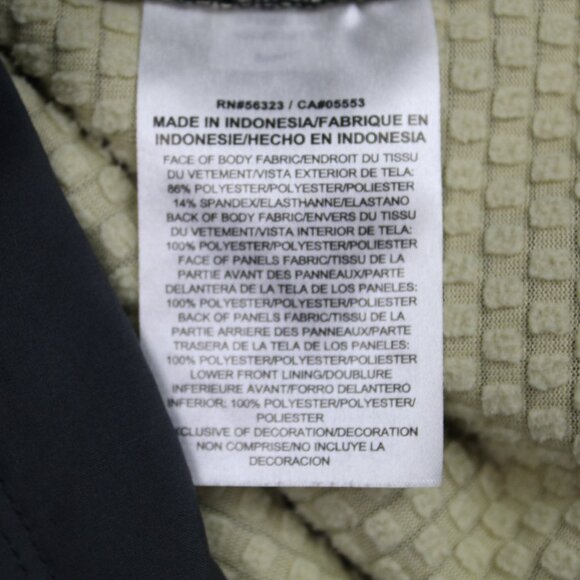 RN#56323 / CA#05553
MADE IN INDONESIA/FABRIQUE EN
INDONESIE/HECHO EN INDONESIA
FACE OF BODY FABRIC/ENDROIT DU TISSU
DU VETEMENT/VISTA EXTERIOR DE TELA:
86% POLYESTER/POLYESTER/POLIESTER
14% SPANDEX/ELASTHANNE/ELASTANO
BACK OF BODY FABRIC/ENVERS DU TISSU
DU VETEMENT/VISTA INTERIOR DE TELA:
100% POLYESTER/POLYESTER/POLIESTER
FACE OF PANELS FABRIC/TISSU DE LA
PARTIE AVANT DES PANNEAUX/PARTE
DELANTERA DE LA TELA DE LOS PANELES:
100% POLYESTER/POLYESTER/POLIESTER
BACK OF PANELS FABRIC/TISSU DE LA
PARTIE ARRIERE DES PANNEAUX/PARTE
TRASERA DE LA TELA DE LOS PANELES:
100% POLYESTER/POLYESTER/POLIESTER
LOWER FRONT LINING/DOUBLURE
INFERIEURE AVANT/FORRO DELANTERO
INFERIOR: 100% POLYESTER/POLYESTER/
POLIESTER
EXCLUSIVE OF DECORATION/DECORATION
NON COMPRISE/NO INCLUYE LA
DECORACION